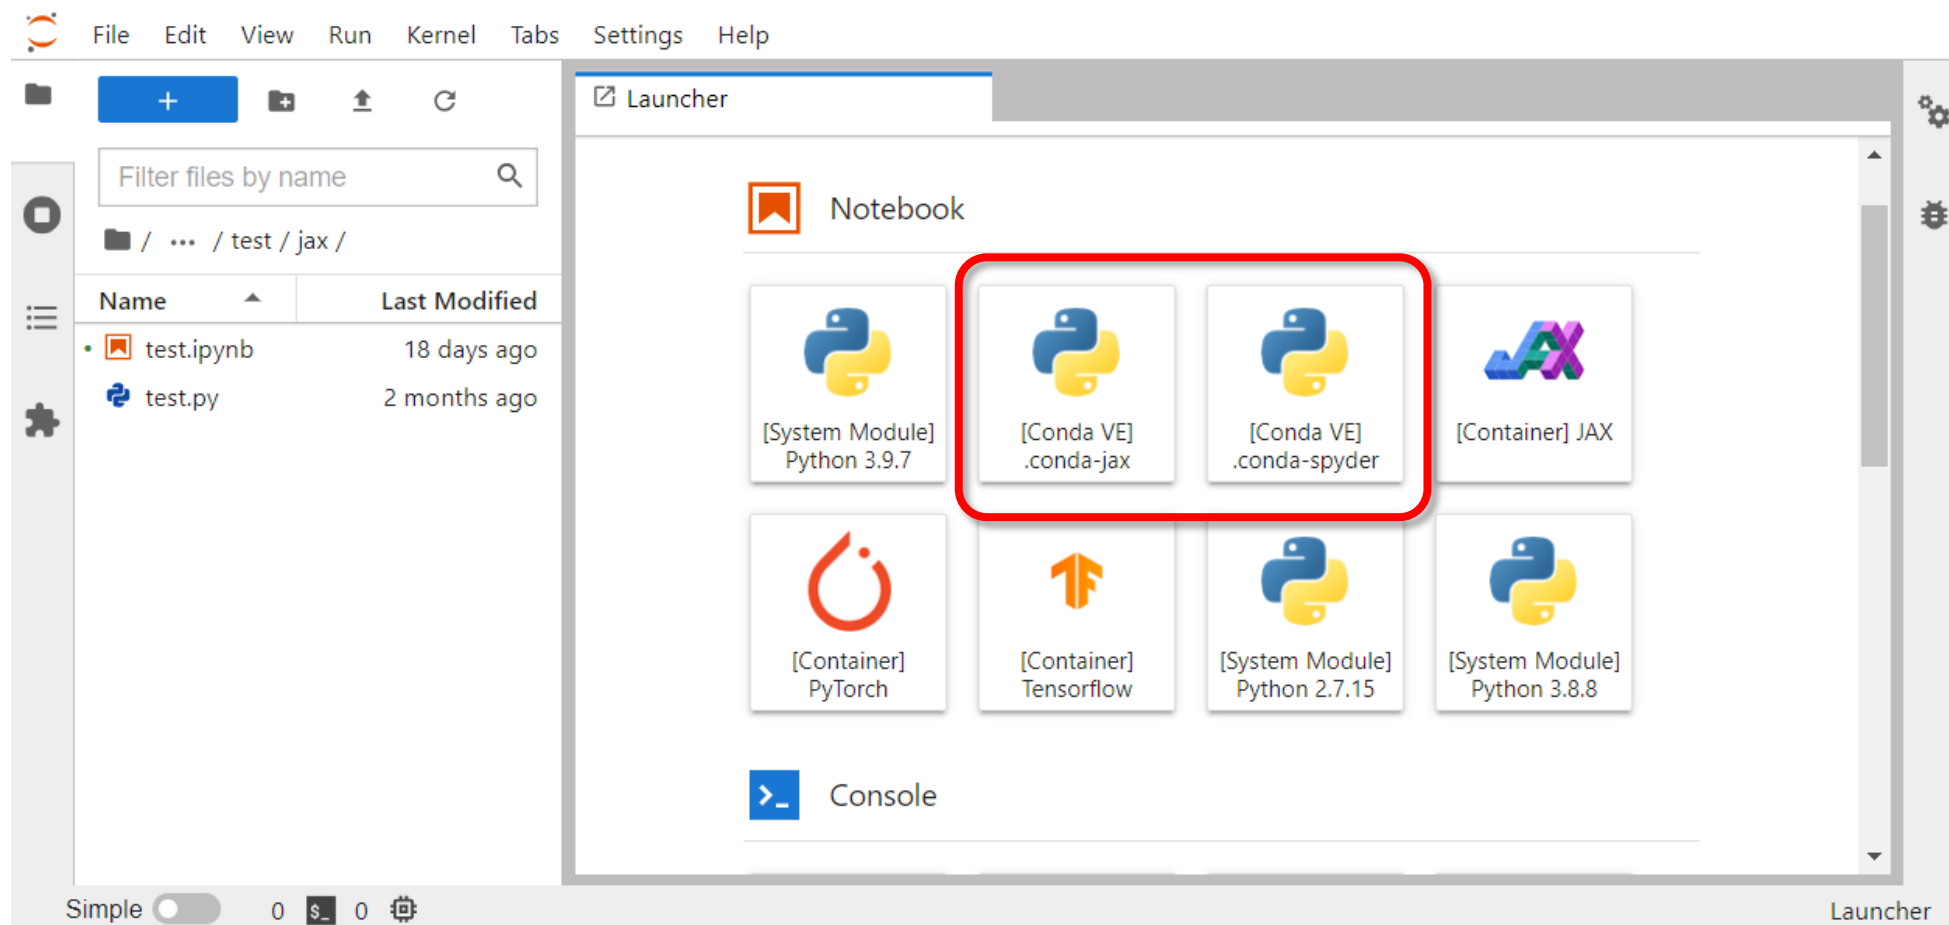 File Edit View Run Kernel Tabs Settings Help
+
Launcher
Filter files by name
/ ··· / test / jax /
Name Last Modified
test.ipynb 18 days ago
test.py 2 months ago
Notebook
[System Module]
Python 3.9.7
[Conda VE]
.conda-jax
[Conda VE]
.conda-spyder
JAX
[Container] JAX
[Container]
PyTorch
[Container]
Tensorflow
[System Module]
Python 2.7.15
[System Module]
Python 3.8.8
>_ Console
Simple 0 $_ 0
Launcher